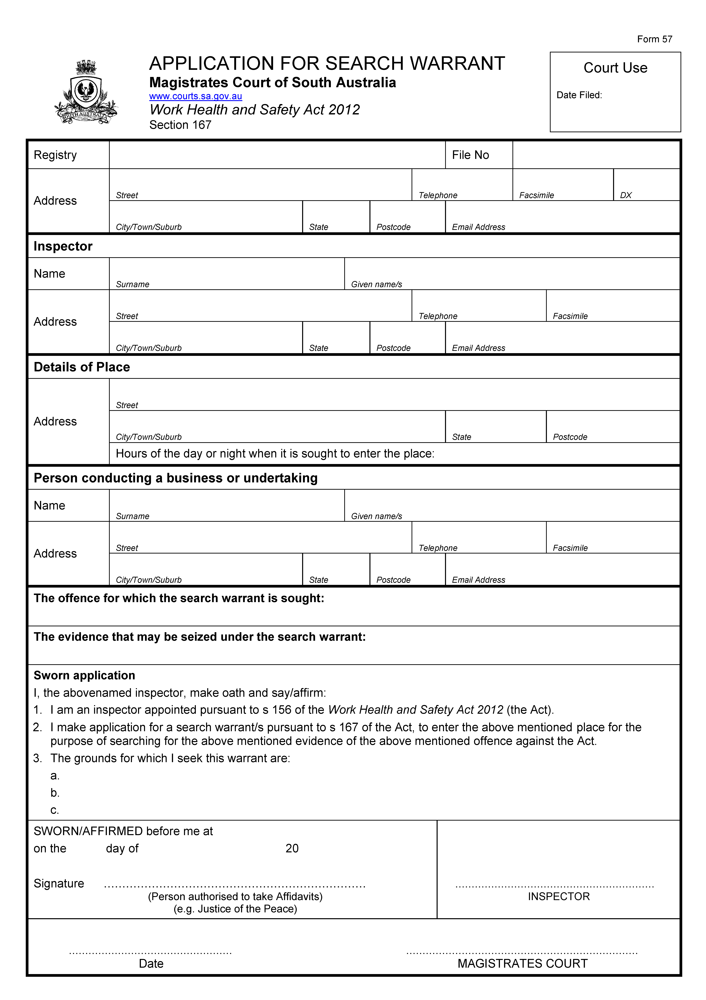 Form 57
APPLICATION FOR SEARCH WARRANT
Magistrates Court of South Australia
www.courts.sa.gov.au
Work Health and Safety Act 2012
Section 167
SOUTH AUSTRALIA
Court Use
Date Filed:
Registry
File No
Address
Street
Telephone
Facsimile
DX
City/Town/Suburb
State
Postcode
Email Address
Inspector
Name
Surname
Given name/s
Address
Street
Telephone
Facsimile
City/Town/Suburb
State
Postcode
Email Address
Details of Place
Address
Street
City/Town/Suburb
State
Postcode
Hours of the day or night when it is sought to enter the place:
Person conducting a business or undertaking
Name
Surname
Given name/s
Address
Street
Telephone
Facsimile
City/Town/Suburb
State
Postcode
Email Address
The offence for which the search warrant is sought:
The evidence that may be seized under the search warrant:
Sworn application
I, the abovenamed inspector, make oath and say/affirm:
1. I am an inspector appointed pursuant to s 156 of the Work Health and Safety Act 2012 (the Act).
2. I make application for a search warrant/s pursuant to s 167 of the Act, to enter the above mentioned place for the
purpose of searching for the above mentioned evidence of the above mentioned offence against the Act.
3. The grounds for which I seek this warrant are:
a.
b.
c.
SWORN/AFFIRMED before me at
on the day of 20
Signature ........................................................................
(Person authorised to take Affidavits)
(e.g. Justice of the Peace)
.............................................................
INSPECTOR
..................................................
Date
.......................................................................
MAGISTRATES COURT